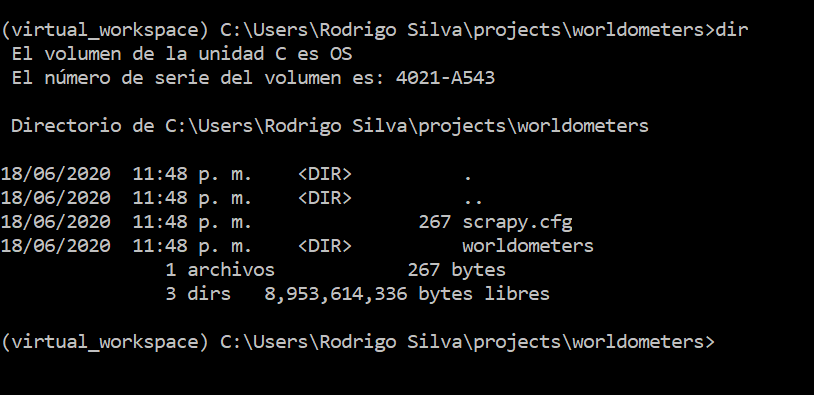 (virtual_workspace) C:\Users\Rodrigo Silva\projects\worldometers>dir
 El volumen de la unidad C es OS
 El número de serie del volumen es: 4021-A543

 Directorio de C:\Users\Rodrigo Silva\projects\worldometers

18/06/2020  11:48 p. m.    <DIR>          .
18/06/2020  11:48 p. m.    <DIR>          ..
18/06/2020  11:48 p. m.               267 scrapy.cfg
18/06/2020  11:48 p. m.    <DIR>          worldometers
               1 archivos            267 bytes
               3 dirs   8,953,614,336 bytes libres

(virtual_workspace) C:\Users\Rodrigo Silva\projects\worldometers>